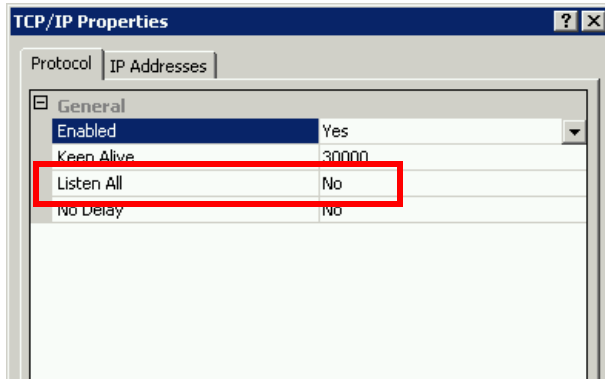 TCP/IP Properties
Protocol IP Addresses
General
Enabled Yes
Keep Alive 30000
Listen All No
No Delay No